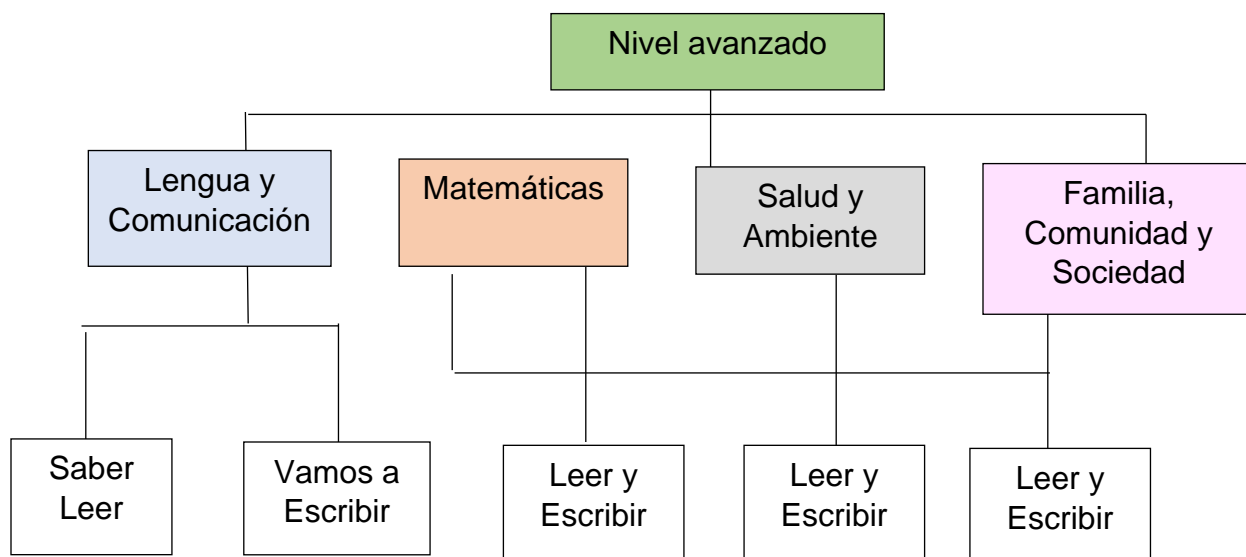 Nivel avanzado
Lengua y
Comunicación
Matemáticas
Salud y
Ambiente
Familia,
Comunidad y
Sociedad
Saber
Leer
Vamos a
Escribir
Leer y
Escribir
Leer y
Escribir
Leer y
Escribir